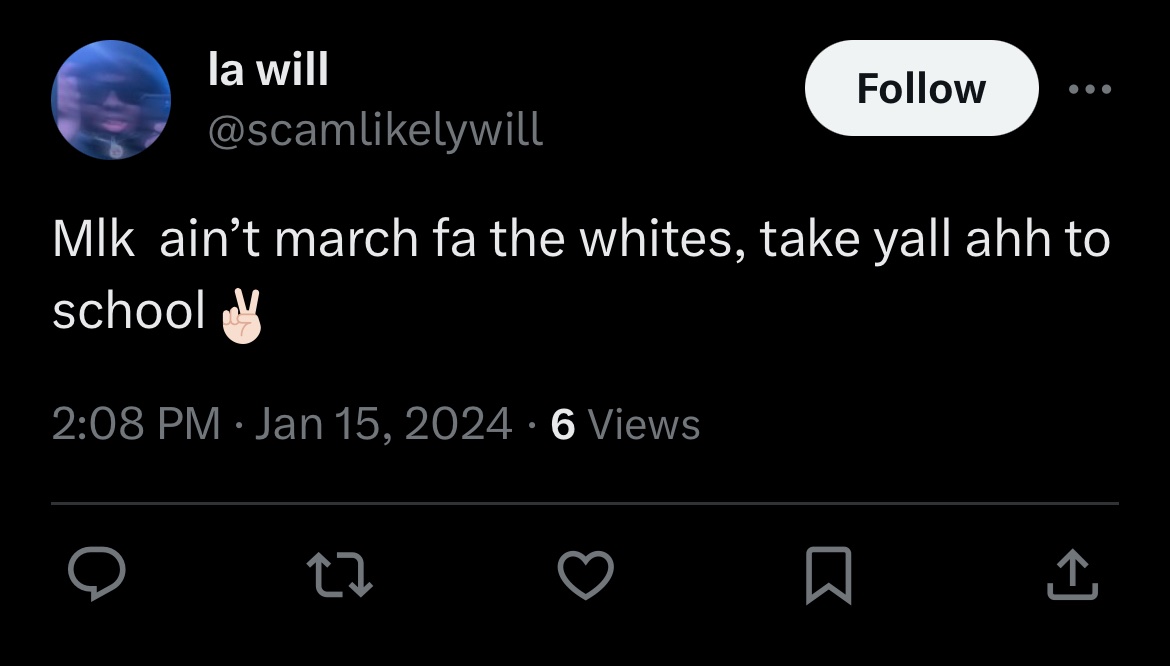 la will
Follow
@scamlikelywill
Mlk  ain’t march fa the whites, take yall ahh to
school ✌🏻
2:08 PM · Jan 15, 2024 · 6 Views